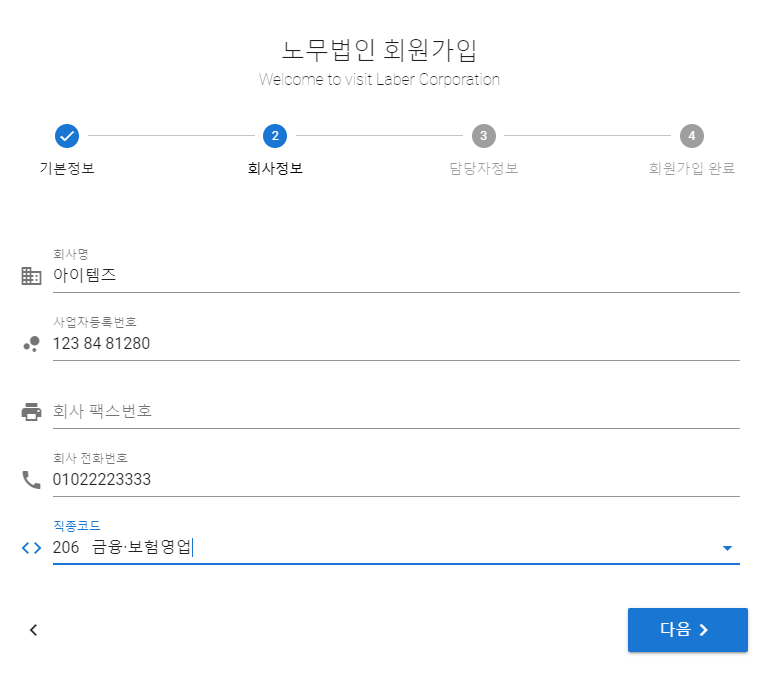 노무법인 회원가입
Welcome to visit Laber Corporation
2
3
4
기본정보
회사정보
담당자정보
회원가입 완료
회사명
아이템즈
사업자등록번호
123 84 81280
회사 팩스번호
회사 전화번호
01022223333
직종코드
206 금융·보험영업
다음